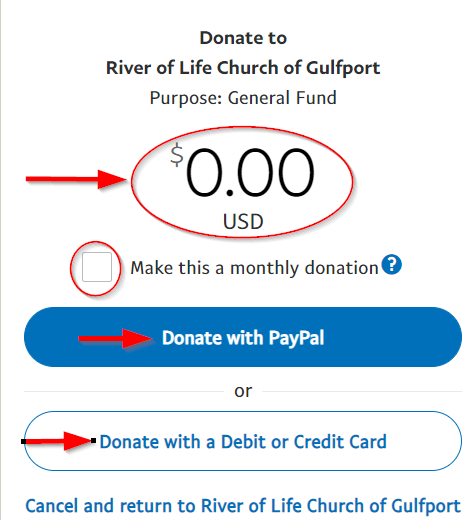 Donate to
River of Life Church of Gulfport
Purpose: General Fund
$0.00
USD
Make this a monthly donation ?
Donate with PayPal
or
Donate with a Debit or Credit Card
Cancel and return to River of Life Church of Gulfport